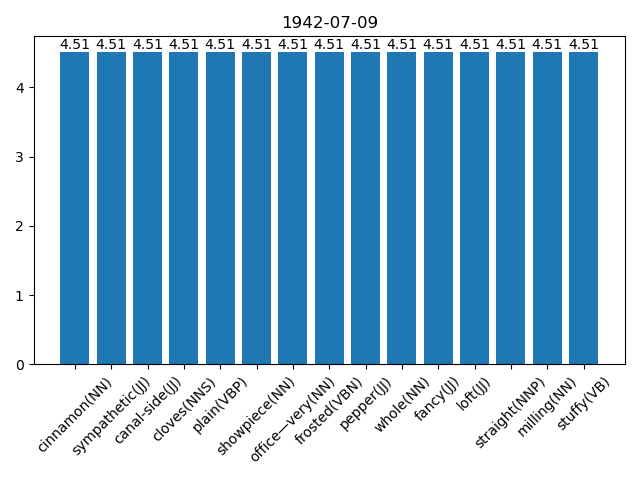 1942-07-09
4.51 4.51 4.51 4.51 4.51 4.51 4.51 4.51 4.51 4.51 4.51 4.51 4.51 4.51 4.51
4
3
2
1
0
cinnamon(NN)
sympathetic(JJ)
canal-side(JJ)
cloves(NNS)
plain(VBP)
showpiece(NN)
office—very(NN)
frosted(VBN)
pepper(JJ)
whole(NN)
fancy(JJ)
loft(JJ)
straight(NNP)
milling(NN)
stuffy(VB)